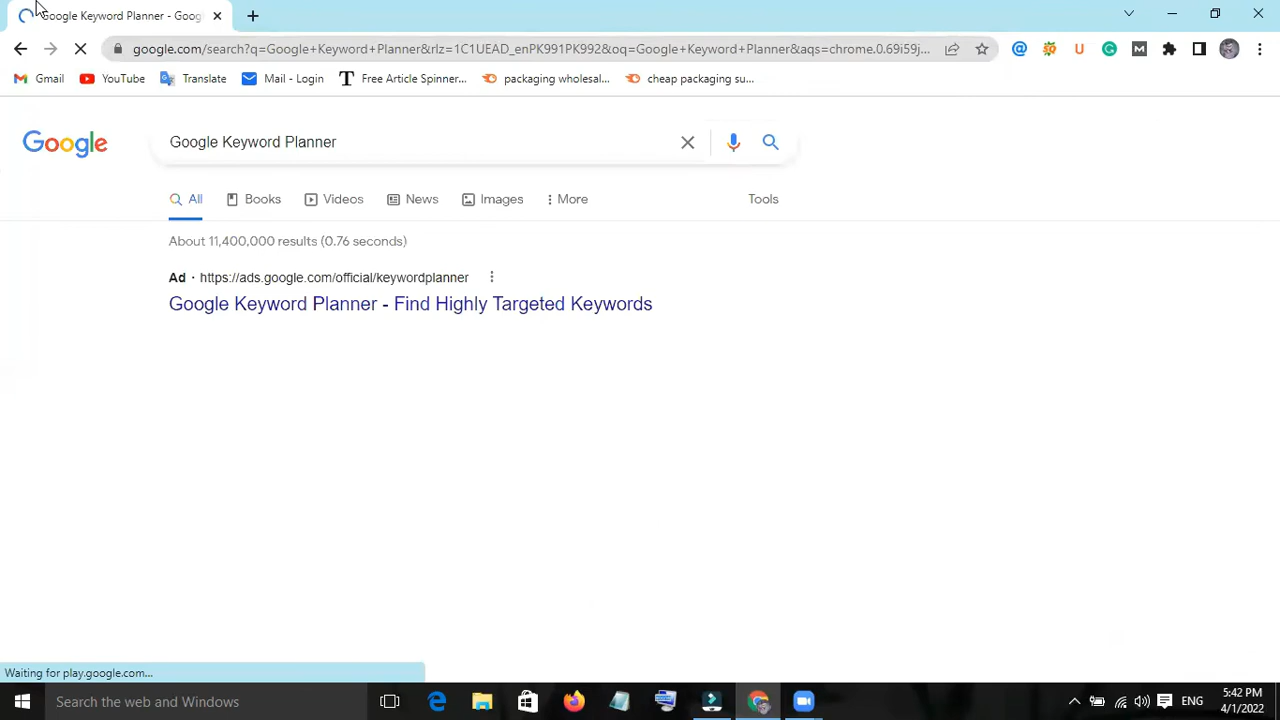 Google Keyword Planner - Goog
google.com/search?q=Google+Keyword+Planner&rlz=1C1UEAD_enPK991PK992&oq=Google+Keyword+Planner&aqs=chrome.0.69i59j...
Gmail YouTube Translate Mail - Login Free Article Spinner... packaging wholesal... cheap packaging su...
Google Google Keyword Planner
All Books Videos News Images More Tools
About 11,400,000 results (0.76 seconds)
Ad · https://ads.google.com/official/keywordplanner
Google Keyword Planner - Find Highly Targeted Keywords
Waiting for play.google.com...
Search the web and Windows
ENG
5:42 PM
4/1/2022